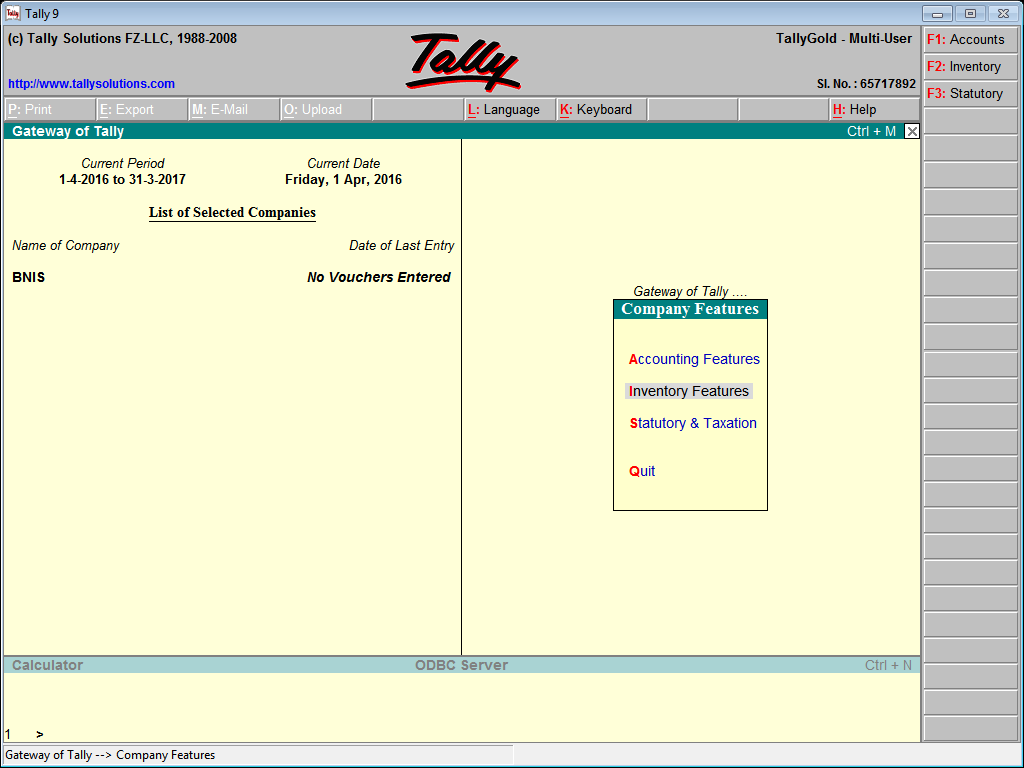 Tally 9
(c) Tally Solutions FZ-LLC, 1988-2008
TallyGold - Multi-User
Tally
http://www.tallysolutions.com
Sl. No. : 65717892
F1: Accounts
F2: Inventory
F3: Statutory
P: Print
E: Export
M: E-Mail
O: Upload
L: Language
K: Keyboard
H: Help
Gateway of Tally
Ctrl + M
Current Period
Current Date
1-4-2016 to 31-3-2017
Friday, 1 Apr, 2016
List of Selected Companies
Name of Company
Date of Last Entry
BNIS
No Vouchers Entered
Gateway of Tally ....
Company Features
Accounting Features
Inventory Features
Statutory & Taxation
Quit
Calculator
ODBC Server
Ctrl + N
1 >
Gateway of Tally --> Company Features